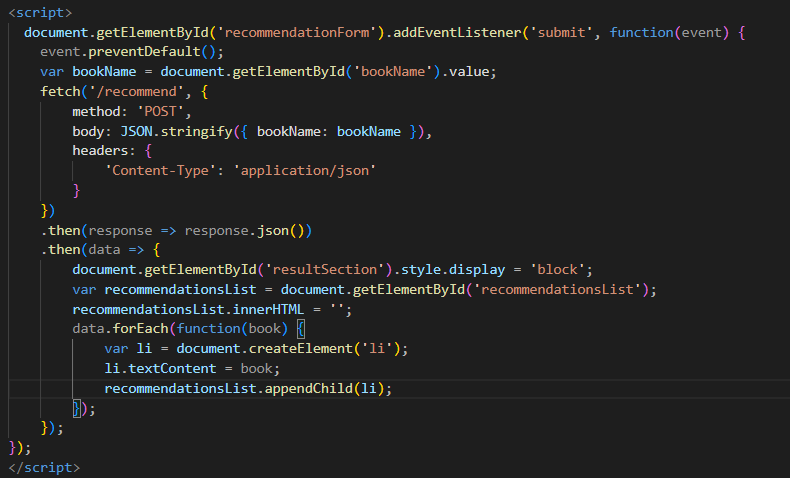 <script>
  document.getElementById('recommendationForm').addEventListener('submit', function(event) {
    event.preventDefault();
    var bookName = document.getElementById('bookName').value;
    fetch('/recommend', {
        method: 'POST',
        body: JSON.stringify({ bookName: bookName }),
        headers: {
            'Content-Type': 'application/json'
        }
    })
    .then(response => response.json())
    .then(data => {
        document.getElementById('resultSection').style.display = 'block';
        var recommendationsList = document.getElementById('recommendationsList');
        recommendationsList.innerHTML = '';
        data.forEach(function(book) {
            var li = document.createElement('li');
            li.textContent = book;
            recommendationsList.appendChild(li);
        });
    });
});
</script>